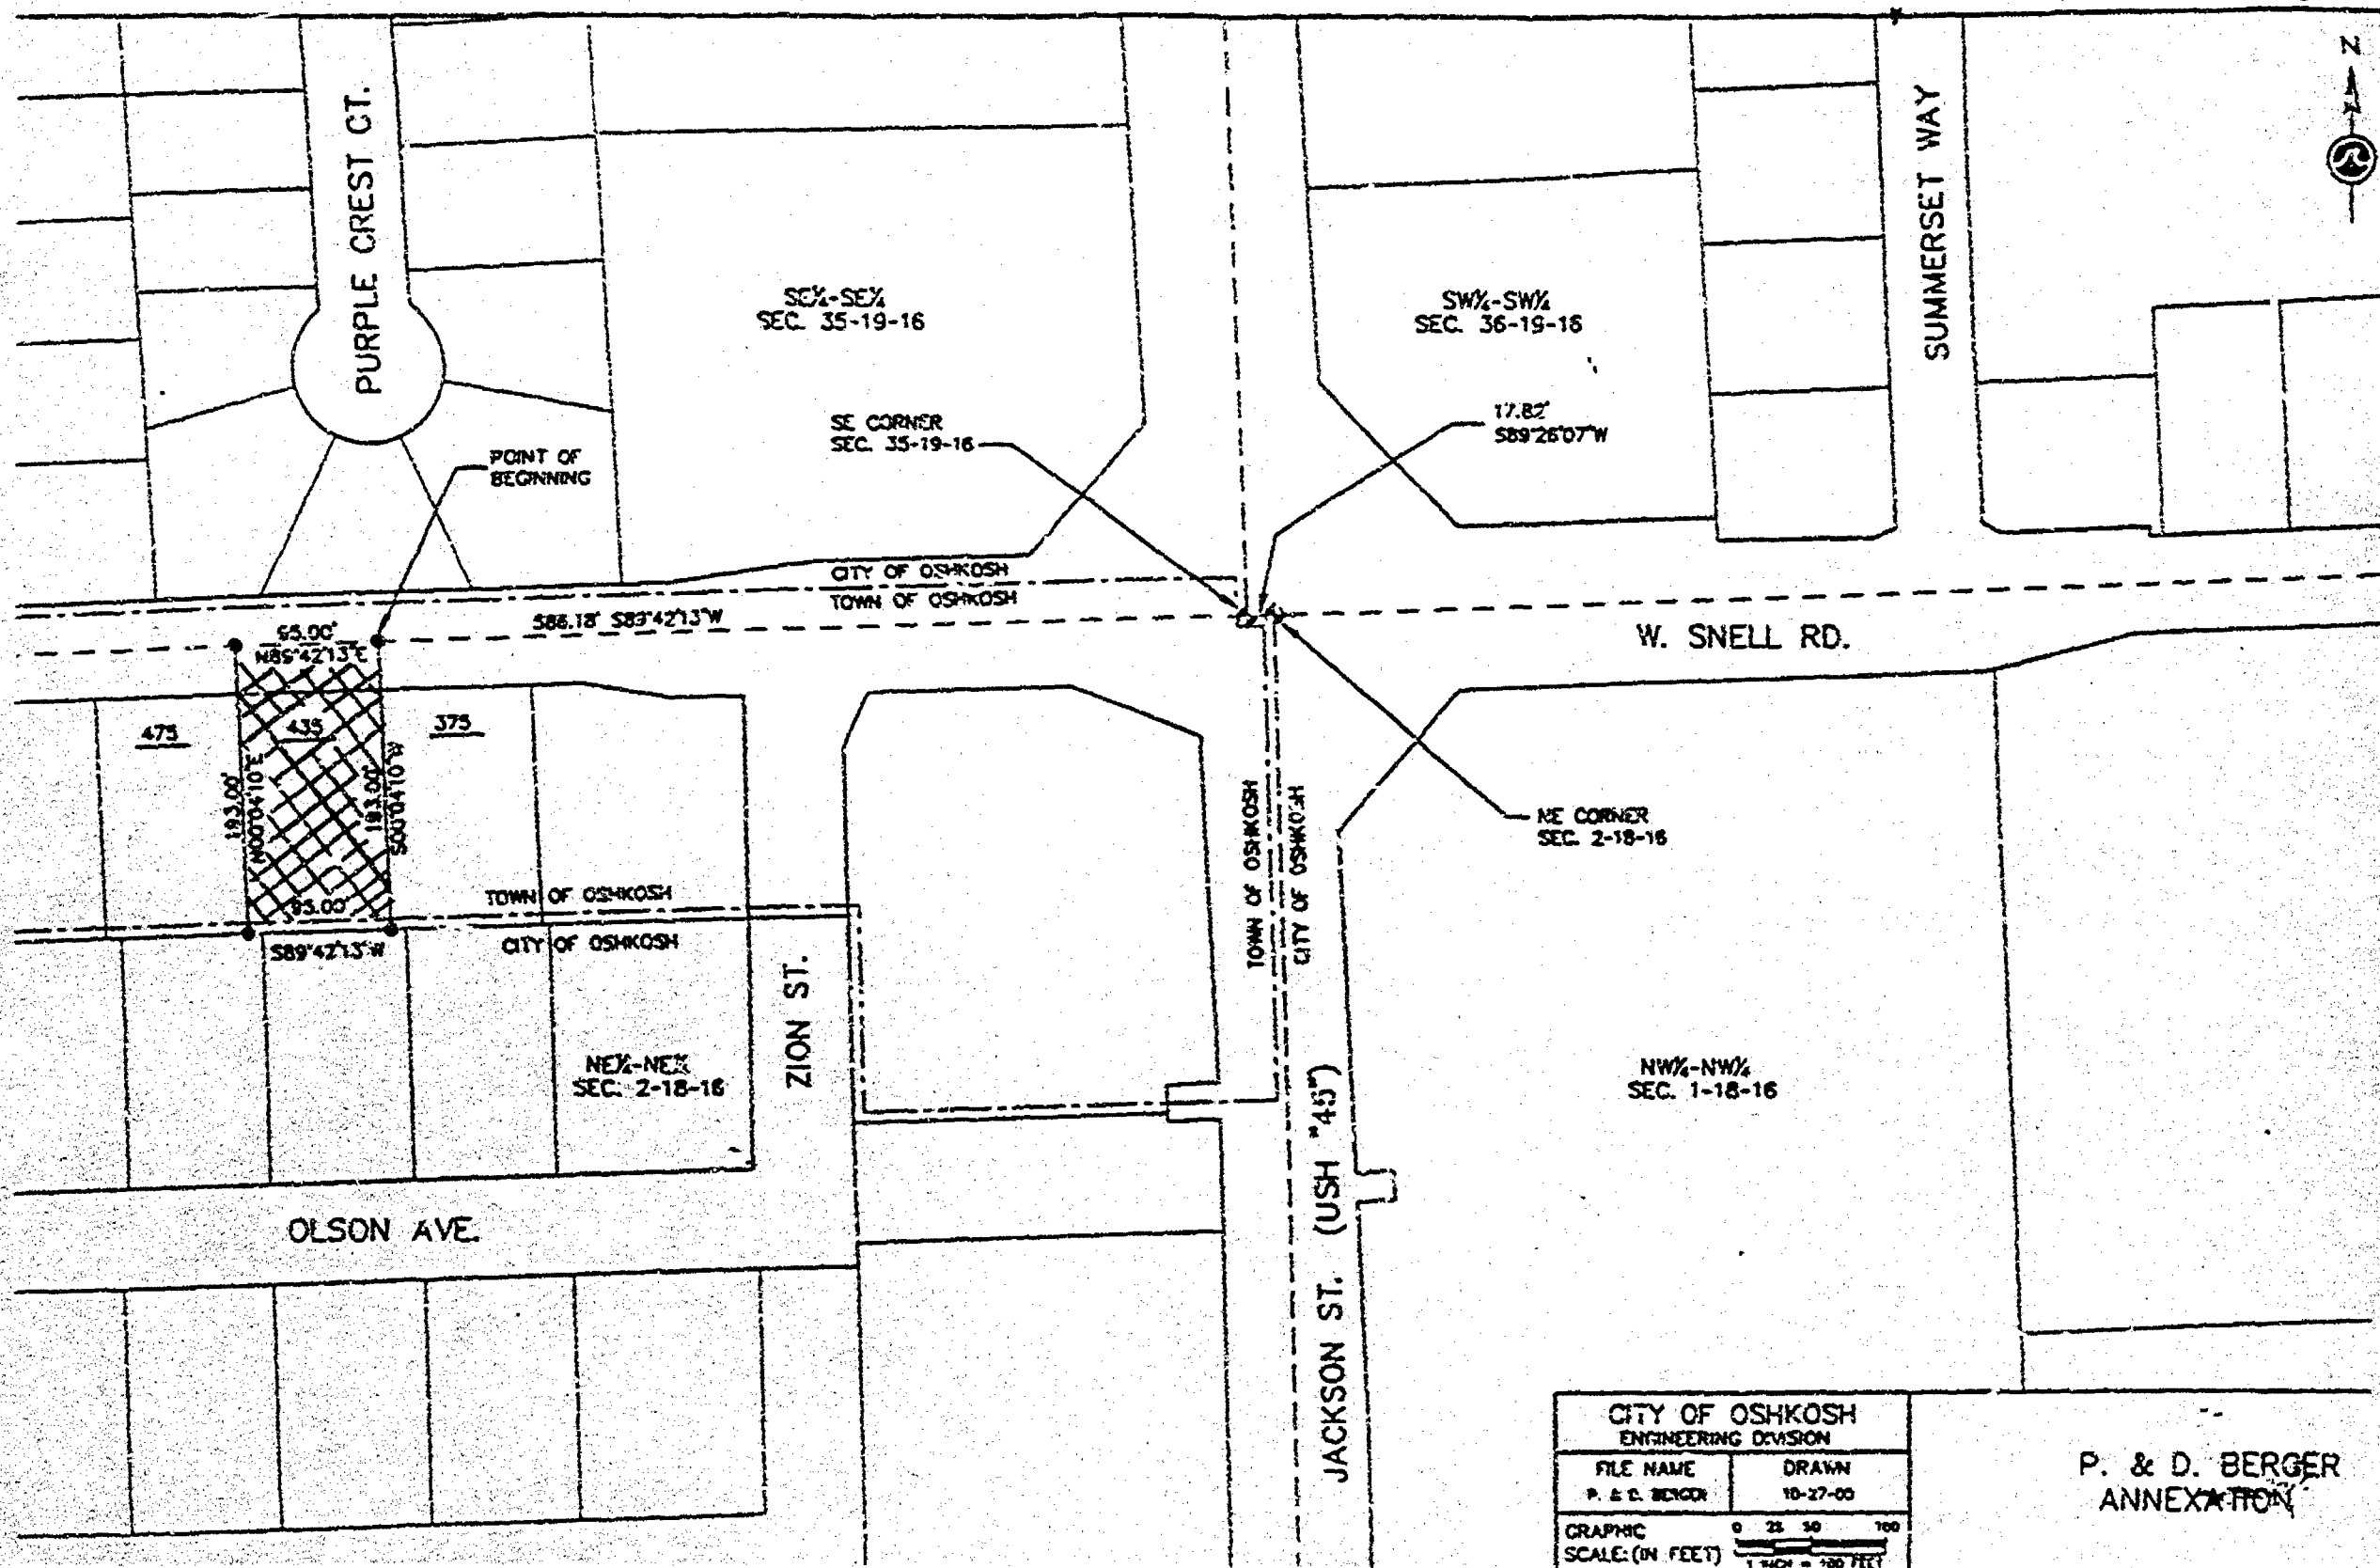 N
PURPLE CREST CT.
SUMMERSET WAY
SE¼-SE¼
SEC. 35-19-16
SW¼-SW¼
SEC. 36-19-16
SE CORNER
SEC. 35-19-16
17.82'
S89°26'07"W
POINT OF
BEGINNING
CITY OF OSHKOSH
TOWN OF OSHKOSH
586.18' S89°42'13"W
95.00'
N89°42'13"E
W. SNELL RD.
475
435
375
193.00'
N00°04'10"E
193.00'
S00°04'10"W
NE CORNER
SEC. 2-18-16
TOWN OF OSHKOSH
CITY OF OSHKOSH
TOWN OF OSHKOSH
95.00'
CITY OF OSHKOSH
S89°42'13"W
ZION ST.
NE¼-NE¼
SEC. 2-18-16
NW¼-NW¼
SEC. 1-18-16
JACKSON ST. (USH "45")
OLSON AVE.
CITY OF OSHKOSH
ENGINEERING DIVISION
FILE NAME
P. & D. BERGER
DRAWN
10-27-00
GRAPHIC
SCALE:(IN FEET)
0 25 50 100
1 INCH = FEET
P. & D. BERGER
ANNEXATION